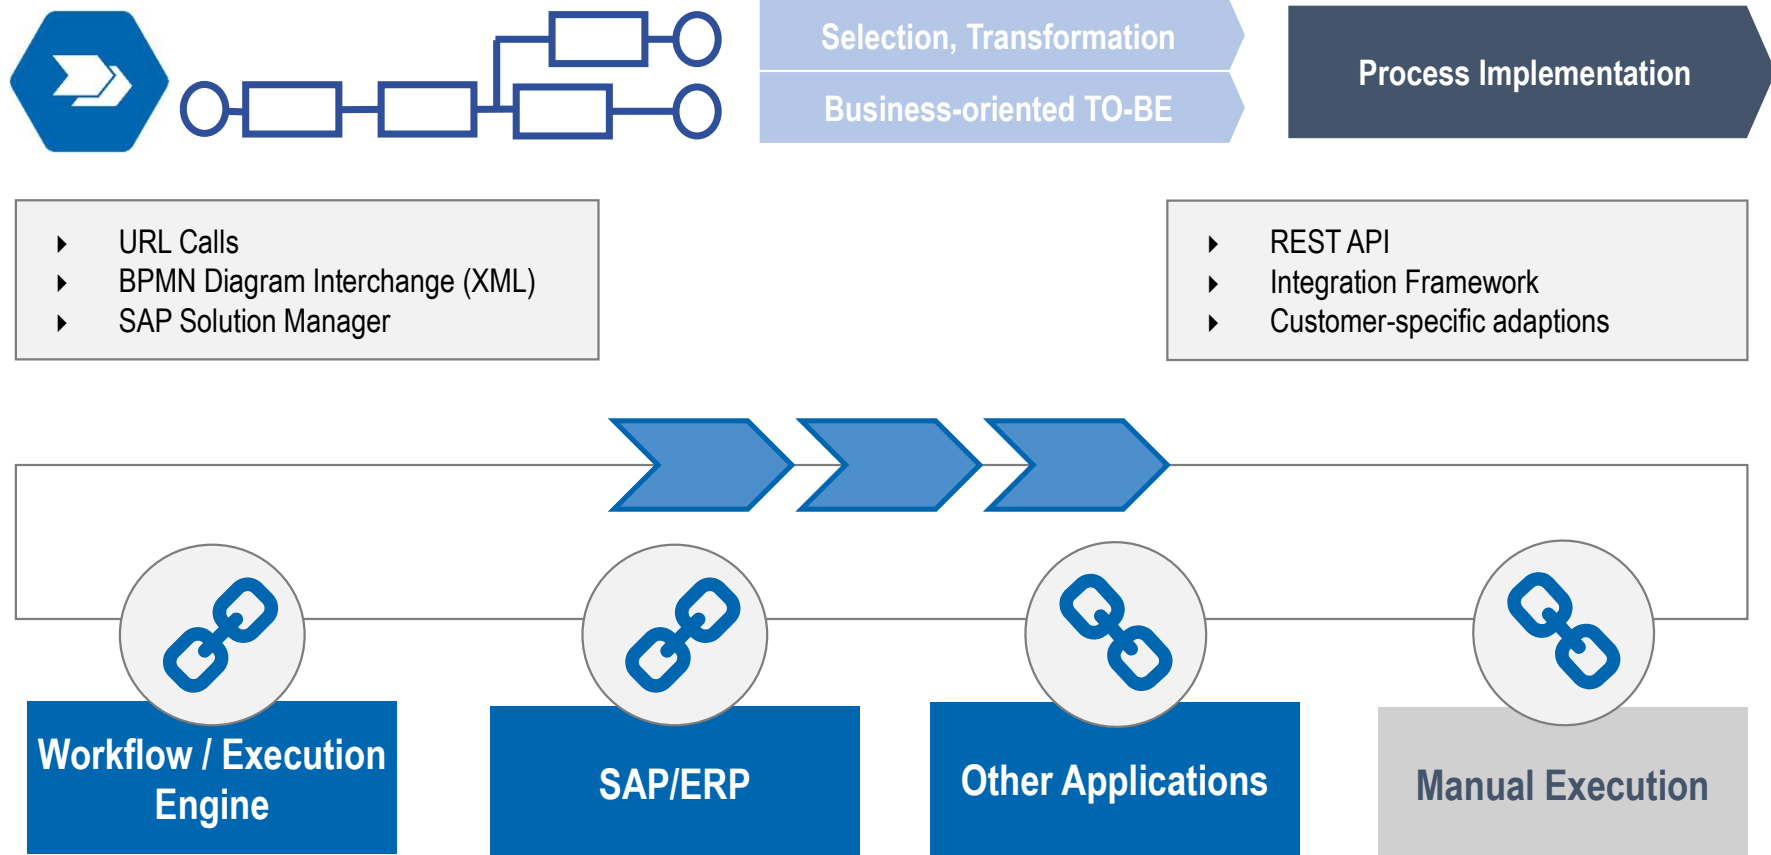 Selection, Transformation
Business-oriented TO-BE
Process Implementation
URL Calls
BPMN Diagram Interchange (XML)
SAP Solution Manager
REST API
Integration Framework
Customer-specific adaptions
Workflow / Execution
Engine
SAP/ERP
Other Applications
Manual Execution